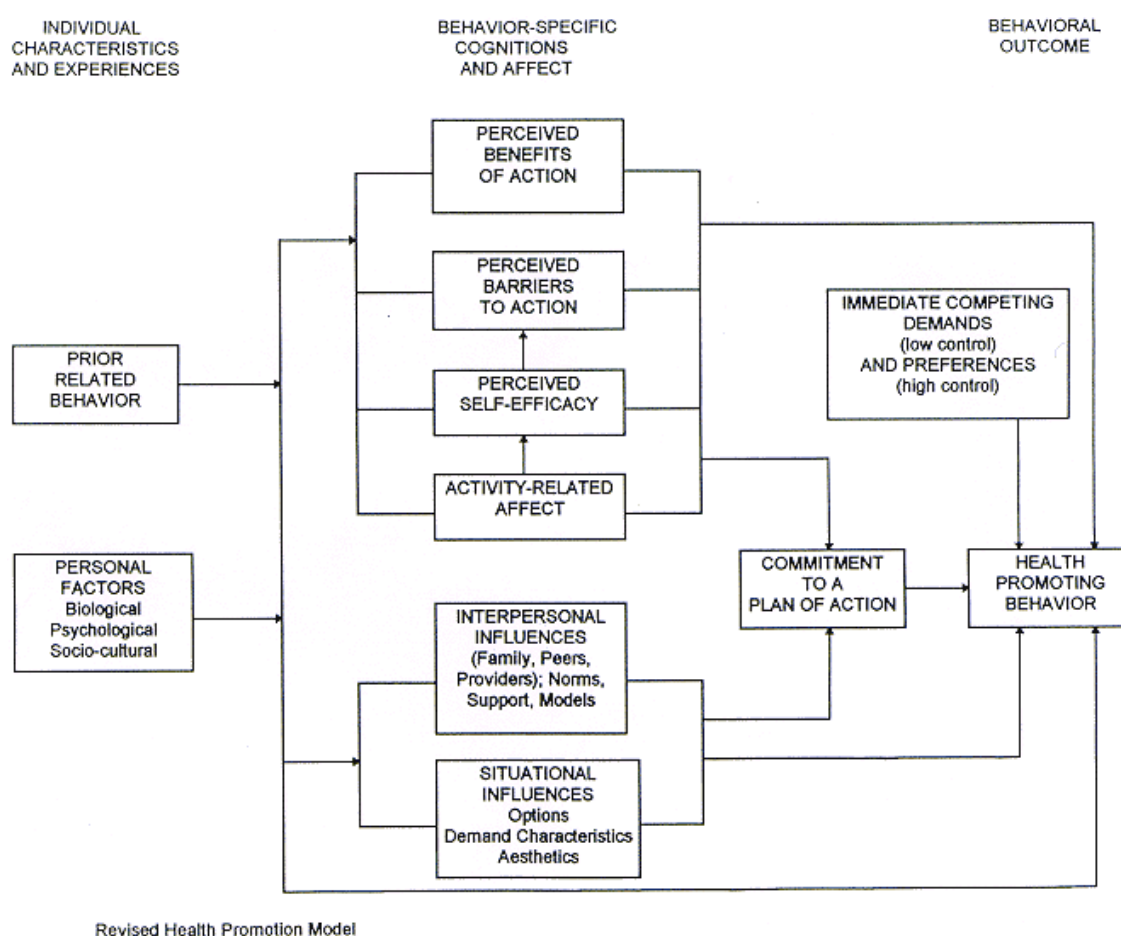 INDIVIDUAL
CHARACTERISTICS
AND EXPERIENCES
BEHAVIOR-SPECIFIC
COGNITIONS
AND AFFECT
BEHAVIORAL
OUTCOME
PERCEIVED
BENEFITS
OF ACTION
PERCEIVED
BARRIERS
TO ACTION
IMMEDIATE COMPETING
DEMANDS
(low control)
AND PREFERENCES
(high control)
PRIOR
RELATED
BEHAVIOR
PERCEIVED
SELF-EFFICACY
ACTIVITY-RELATED
AFFECT
PERSONAL
FACTORS
Biological
Psychological
Socio-cultural
COMMITMENT
TO A
PLAN OF ACTION
HEALTH
PROMOTING
BEHAVIOR
INTERPERSONAL
INFLUENCES
(Family, Peers,
Providers); Norms,
Support, Models
SITUATIONAL
INFLUENCES
Options
Demand Characteristics
Aesthetics
Revised Health Promotion Model